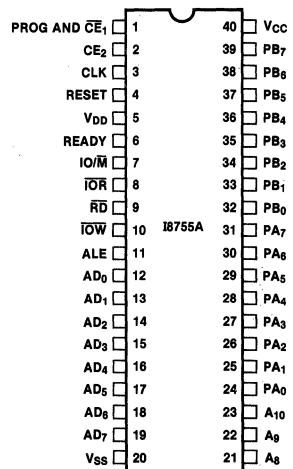 PROG AND C̅E̅₁ 1 40 Vcc
CE₂ 2 39 PB₇
CLK 3 38 PB₆
RESET 4 37 PB₅
VDD 5 36 PB₄
READY 6 35 PB₃
IO/M̅ 7 34 PB₂
I̅O̅R̅ 8 33 PB₁
R̅D̅ 9 32 PB₀
I̅O̅W̅ 10 I8755A 31 PA₇
ALE 11 30 PA₆
AD₀ 12 29 PA₅
AD₁ 13 28 PA₄
AD₂ 14 27 PA₃
AD₃ 15 26 PA₂
AD₄ 16 25 PA₁
AD₅ 17 24 PA₀
AD₆ 18 23 A₁₀
AD₇ 19 22 A₉
Vss 20 21 A₈